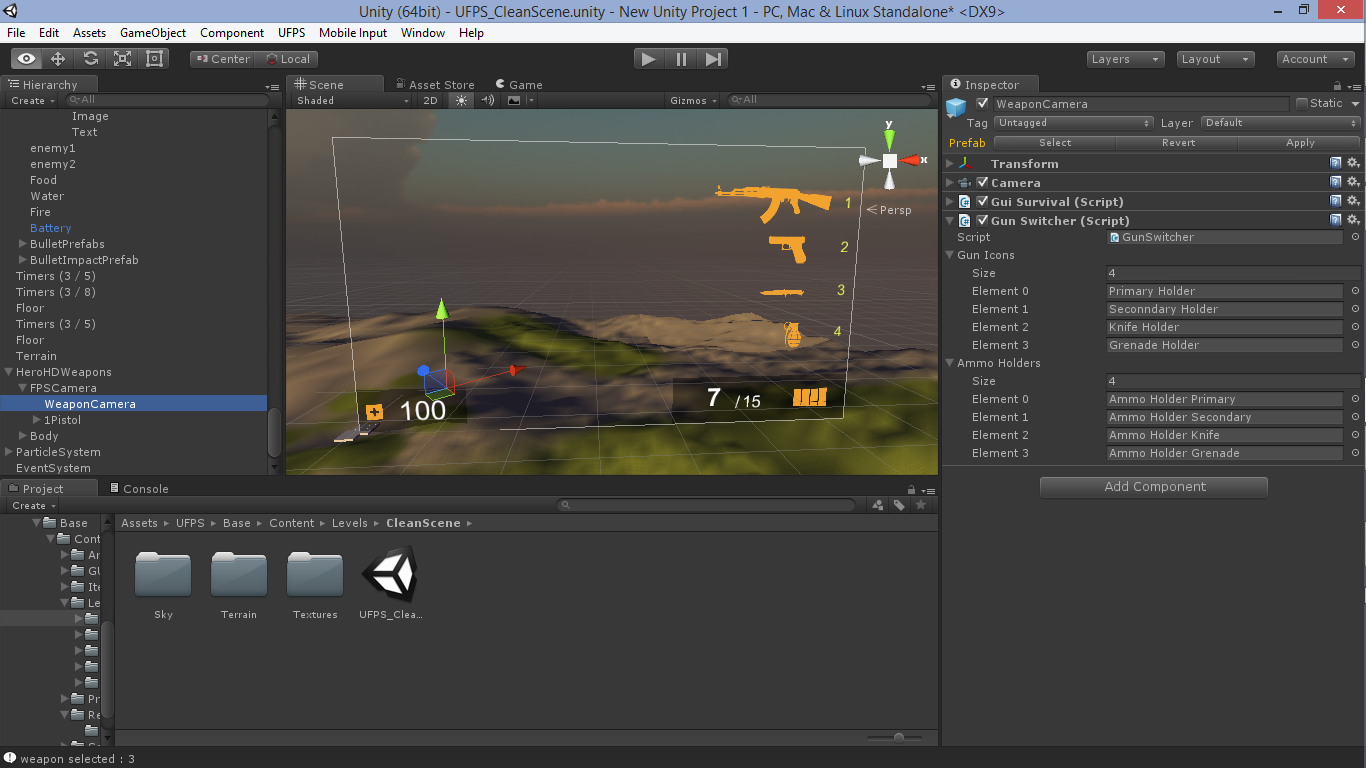 Unity (64bit) - UFPS_CleanScene.unity - New Unity Project 1 - PC, Mac & Linux Standalone* <DX9>
File Edit Assets GameObject Component UFPS Mobile Input Window Help
Center Local
Layers Layout Account
Hierarchy
Create All
Image
Text
enemy1
enemy2
Food
Water
Fire
Battery
BulletPrefabs
BulletImpactPrefab
Timers (3 / 5)
Timers (3 / 8)
Floor
Timers (3 / 5)
Floor
Terrain
HeroHDWeapons
FPSCamera
WeaponCamera
1Pistol
Body
ParticleSystem
EventSystem
Scene Asset Store Game
Shaded 2D Gizmos All
y
x
Persp
1
2
3
4
100
7 /15
Inspector
WeaponCamera Static
Tag Untagged Layer Default
Prefab Select Revert Apply
Transform
Camera
Gui Survival (Script)
Gun Switcher (Script)
Script GunSwitcher
Gun Icons
Size 4
Element 0 Primary Holder
Element 1 Seconndary Holder
Element 2 Knife Holder
Element 3 Grenade Holder
Ammo Holders
Size 4
Element 0 Ammo Holder Primary
Element 1 Ammo Holder Secondary
Element 2 Ammo Holder Knife
Element 3 Ammo Holder Grenade
Add Component
Project Console
Create
Base
Cont
Ar
GU
Ite
Le
Pr
Re
Assets UFPS Base Content Levels CleanScene
Sky Terrain Textures UFPS_Clea...
weapon selected : 3